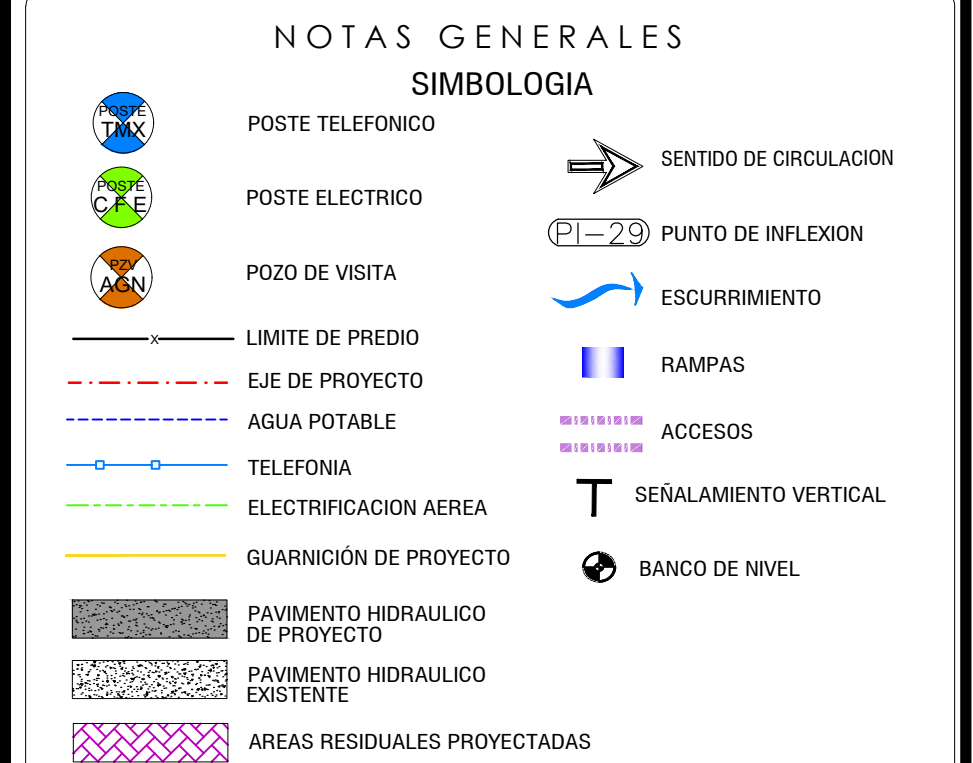 NOTAS GENERALES
SIMBOLOGIA
POSTE
TMX
POSTE TELEFONICO
POSTE
CFE
POSTE ELECTRICO
PZV
AGN
POZO DE VISITA
X
LIMITE DE PREDIO
EJE DE PROYECTO
AGUA POTABLE
TELEFONIA
ELECTRIFICACION AEREA
GUARNICIÓN DE PROYECTO
PAVIMENTO HIDRAULICO
DE PROYECTO
PAVIMENTO HIDRAULICO
EXISTENTE
AREAS RESIDUALES PROYECTADAS
SENTIDO DE CIRCULACION
PI-29 PUNTO DE INFLEXION
ESCURRIMIENTO
RAMPAS
ACCESOS
T SEÑALAMIENTO VERTICAL
BANCO DE NIVEL